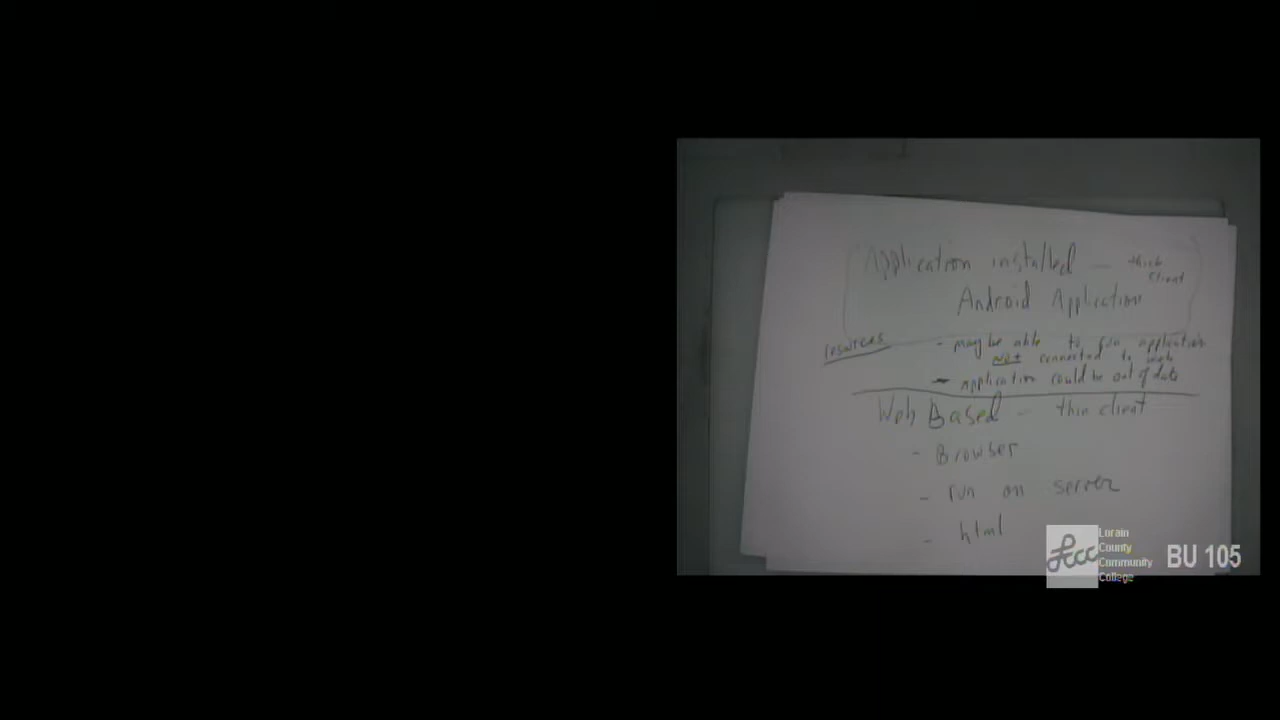 Application installed - thick
client
Android Application
resources
- may be able to run application
not connected to web
- application could be out of date
Web Based - thin client
- Browser
- run on server
- html
lccc
Lorain
County
Community
College
BU 105